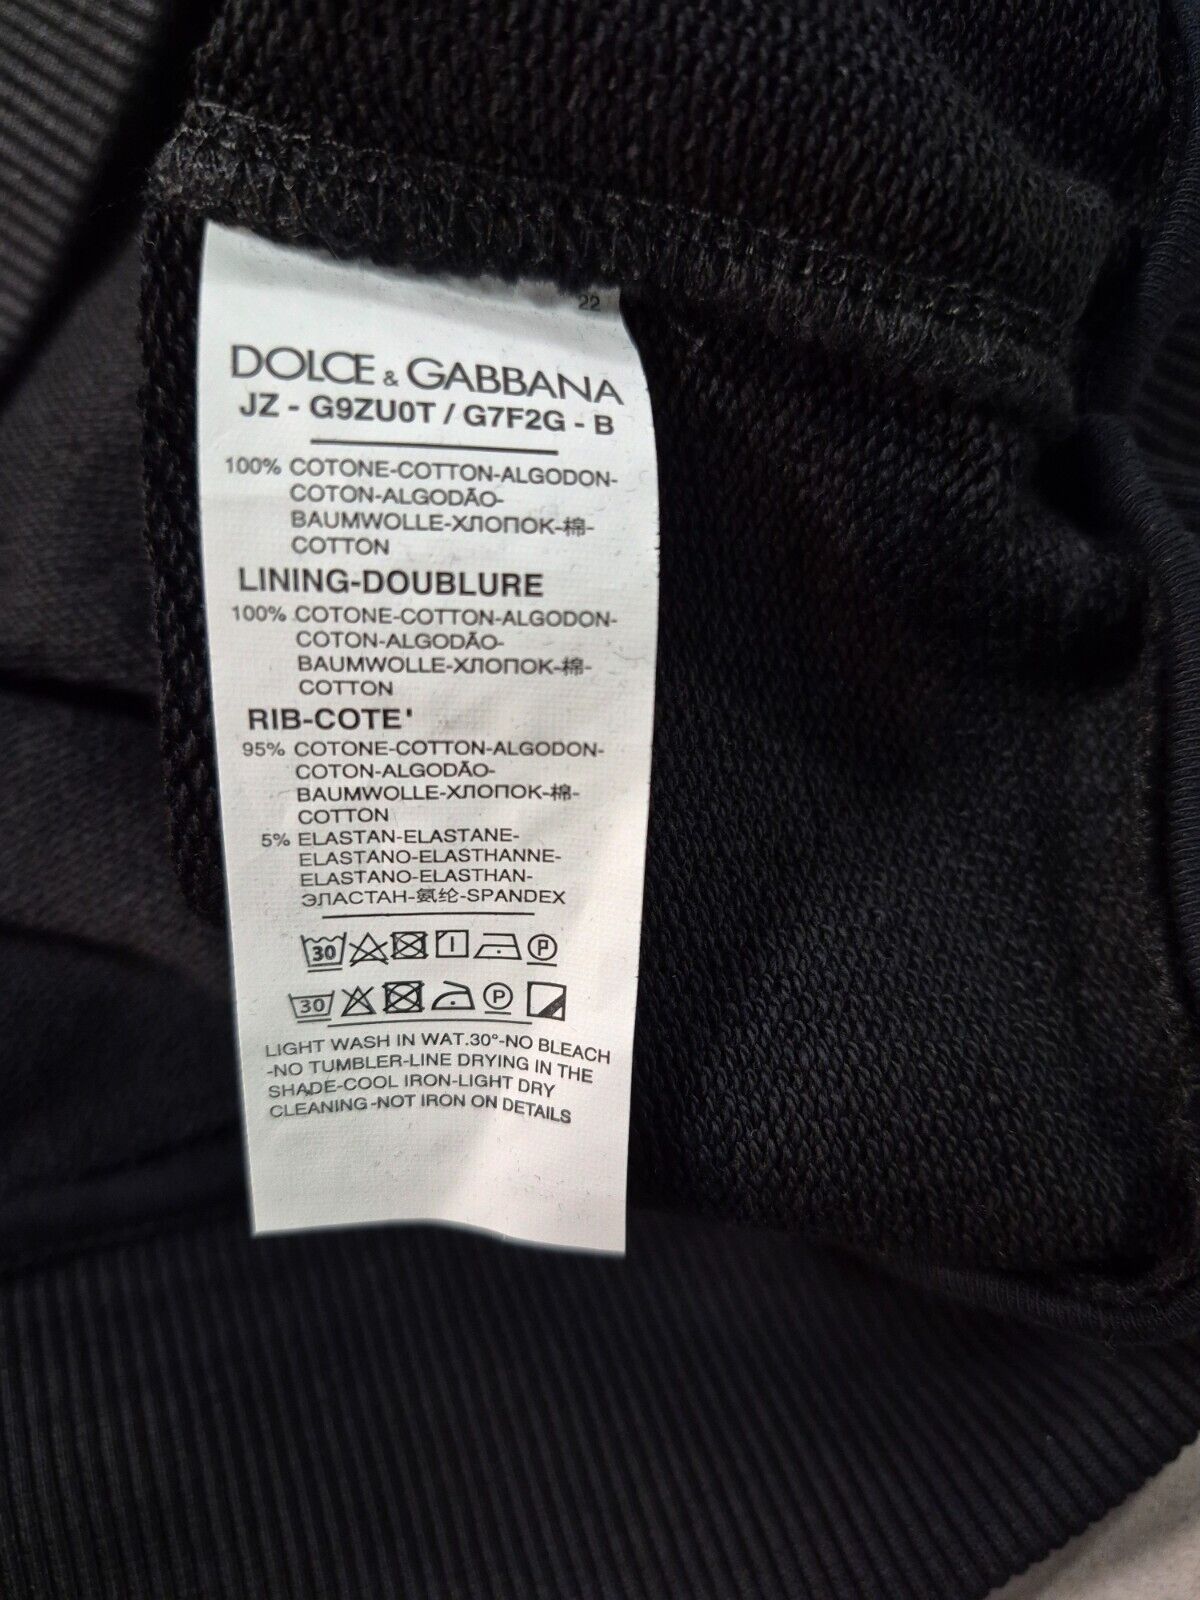 22
DOLCE & GABBANA
JZ - G9ZU0T / G7F2G - B
100% COTONE-COTTON-ALGODON-
COTON-ALGODÃO-
BAUMWOLLE-ХЛОПОК-棉-
COTTON
LINING-DOUBLURE
100% COTONE-COTTON-ALGODON-
COTON-ALGODÃO-
BAUMWOLLE-ХЛОПОК-棉-
COTTON
RIB-COTE'
95% COTONE-COTTON-ALGODON-
COTON-ALGODÃO-
BAUMWOLLE-ХЛОПОК-棉-
COTTON
5% ELASTAN-ELASTANE-
ELASTANO-ELASTHANNE-
ELASTANO-ELASTHAN-
ЭЛАСТАН-氨纶-SPANDEX
30 P
30 P
LIGHT WASH IN WAT.30°-NO BLEACH
-NO TUMBLER-LINE DRYING IN THE
SHADE-COOL IRON-LIGHT DRY
CLEANING-NOT IRON ON DETAILS